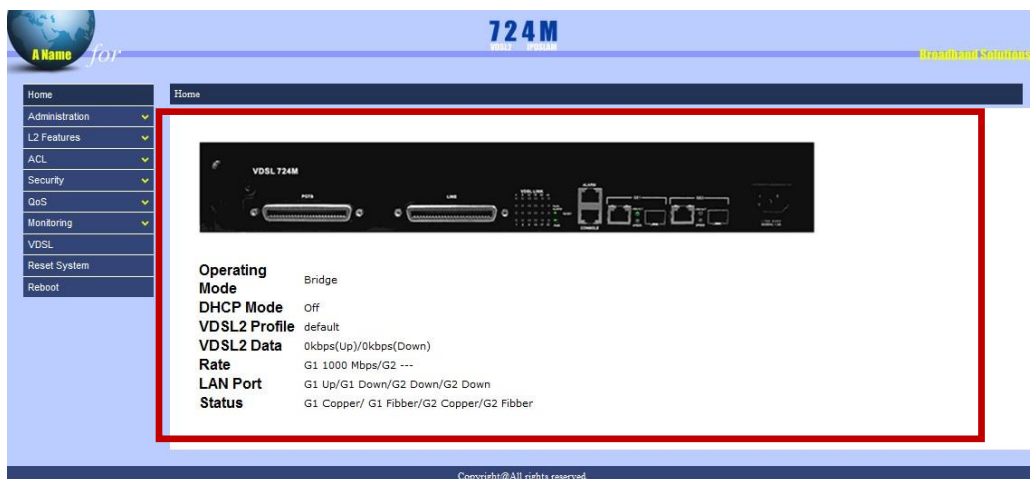 A Name for
724M
VDSL2 IPDSLAM
Broadband Solutions
Home
Administration
L2 Features
ACL
Security
QoS
Monitoring
VDSL
Reset System
Reboot
Home
VDSL 724M
POTS
LINE
VDSL LINK
ALARM
CONSOLE
Operating Mode Bridge
DHCP Mode Off
VDSL2 Profile default
VDSL2 Data 0kbps(Up)/0kbps(Down)
Rate G1 1000 Mbps/G2 ---
LAN Port G1 Up/G1 Down/G2 Down/G2 Down
Status G1 Copper/ G1 Fibber/G2 Copper/G2 Fibber
Copyright@All rights reserved.